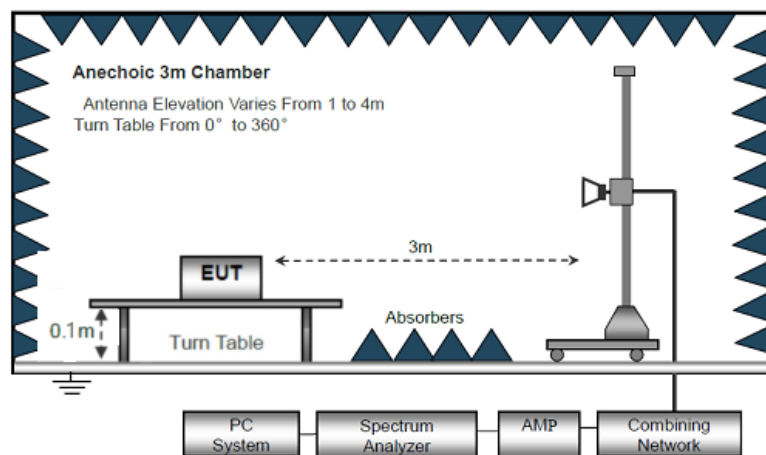 Anechoic 3m Chamber
Antenna Elevation Varies From 1 to 4m
Turn Table From 0° to 360°
3m
EUT
0.1m
Absorbers
Turn Table
PC
System
Spectrum
Analyzer
AMP
Combining
Network